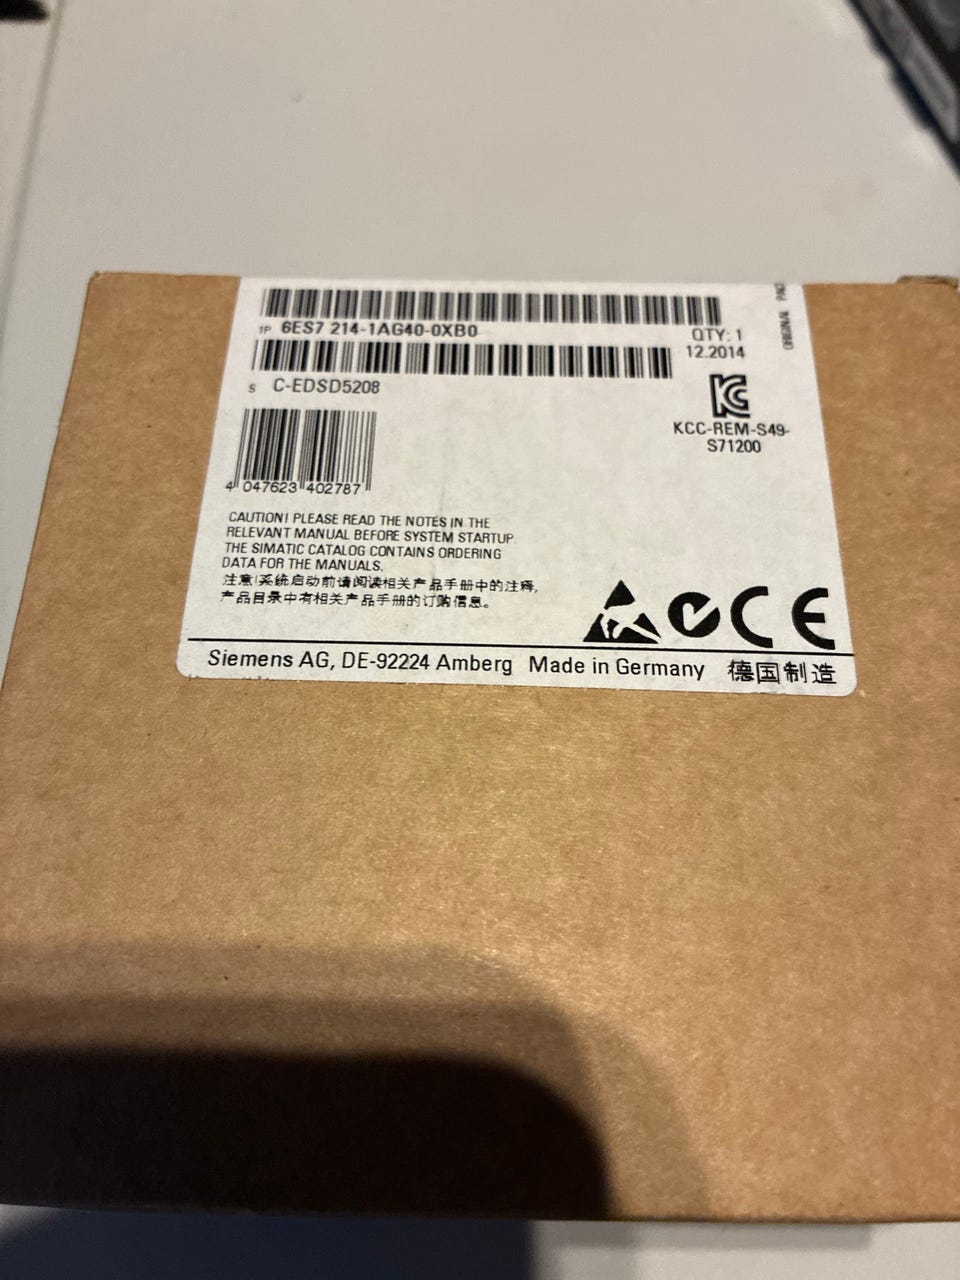 1P 6ES7 214-1AG40-0XB0
QTY: 1
12.2014
S C-EDSD5208
KCC-REM-S49-
S71200
4 047623 402787
CAUTION! PLEASE READ THE NOTES IN THE
RELEVANT MANUAL BEFORE SYSTEM STARTUP.
THE SIMATIC CATALOG CONTAINS ORDERING
DATA FOR THE MANUALS.
注意!系统启动前请阅读相关产品手册中的注释,
产品目录中有相关产品手册的订购信息。
CE
Siemens AG, DE-92224 Amberg Made in Germany 德国制造
ORIGINAL